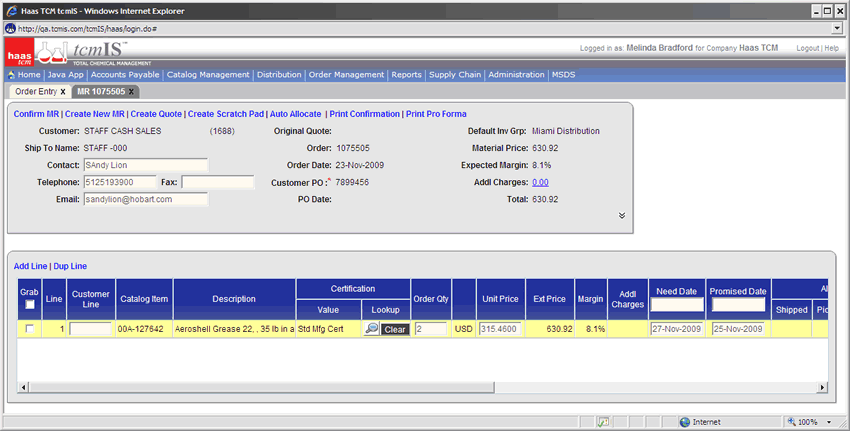 Haas TCM tcmIS - Windows Internet Explorer
http://qa.tcmis.com/tcmIS/haas/login.do#
haas tcm tcmIS™ TOTAL CHEMICAL MANAGEMENT Logged in as: Melinda Bradford for Company Haas TCM Logout | Help
Home | Java App | Accounts Payable | Catalog Management | Distribution | Order Management | Reports | Supply Chain | Administration | MSDS
Order Entry x MR 1075505 x
Confirm MR | Create New MR | Create Quote | Create Scratch Pad | Auto Allocate | Print Confirmation | Print Pro Forma
Customer: STAFF CASH SALES (1688) Original Quote: Default Inv Grp: Miami Distribution
Ship To Name: STAFF -000 Order: 1075505 Material Price: 630.92
Contact: SAndy Lion Order Date: 23-Nov-2009 Expected Margin: 8.1%
Telephone: 5125193900 Fax: Customer PO :* 7899456 Addl Charges: 0.00
Email: sandylion@hobart.com PO Date: Total: 630.92
Add Line | Dup Line
Grab Line Customer Line Catalog Item Description Certification Value Lookup Order Qty Unit Price Ext Price Margin Addl Charges Need Date Promised Date Al Shipped Pic
1 00A-127642 Aeroshell Grease 22, , 35 lb in a Std Mfg Cert Clear 2 USD 315.4600 630.92 8.1% 27-Nov-2009 25-Nov-2009
Internet 100%